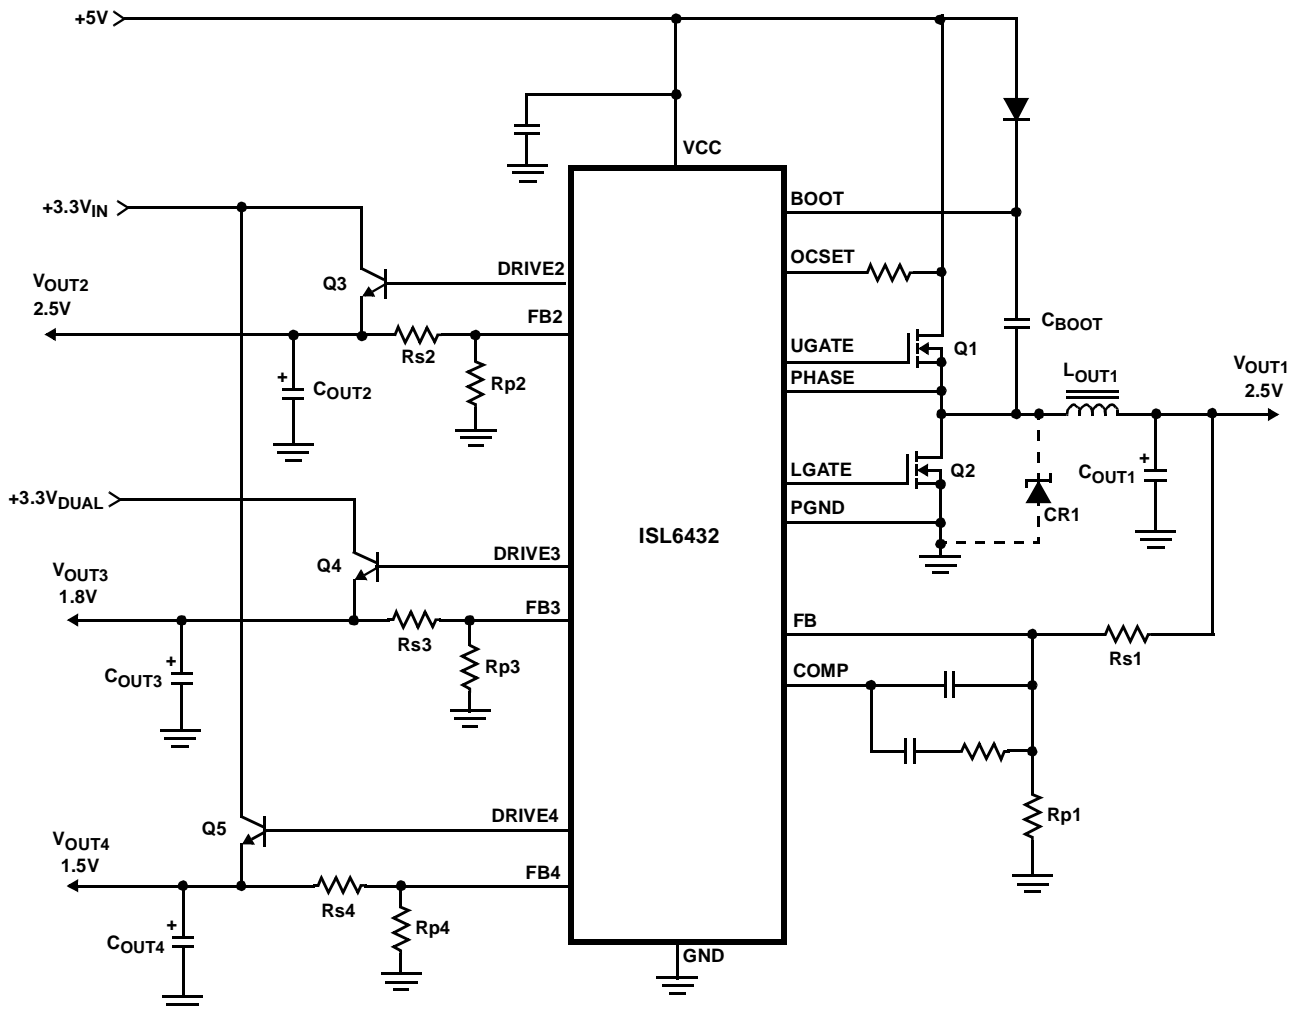 +5V
VCC
+3.3VIN
BOOT
OCSET
DRIVE2
Q3
VOUT2
2.5V
FB2
Rs2
Rp2
COUT2
+
CBOOT
UGATE
Q1
PHASE
LOUT1
VOUT1
2.5V
LGATE
Q2
COUT1
+
PGND
CR1
+3.3VDUAL
ISL6432
DRIVE3
Q4
VOUT3
1.8V
FB3
Rs3
Rp3
COUT3
+
FB
Rs1
COMP
Rp1
DRIVE4
Q5
VOUT4
1.5V
FB4
Rs4
Rp4
COUT4
+
GND